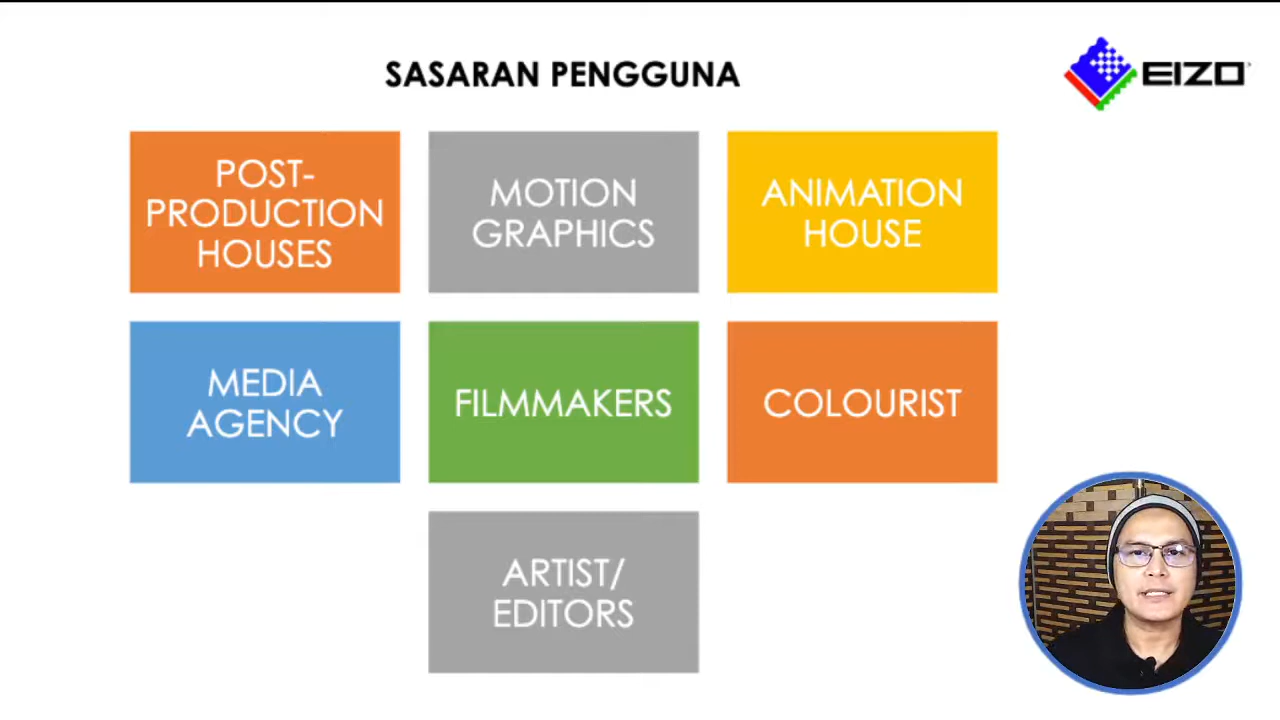 SASARAN PENGGUNA
EIZO
POST-
PRODUCTION
HOUSES
MOTION
GRAPHICS
ANIMATION
HOUSE
MEDIA
AGENCY
FILMMAKERS
COLOURIST
ARTIST/
EDITORS